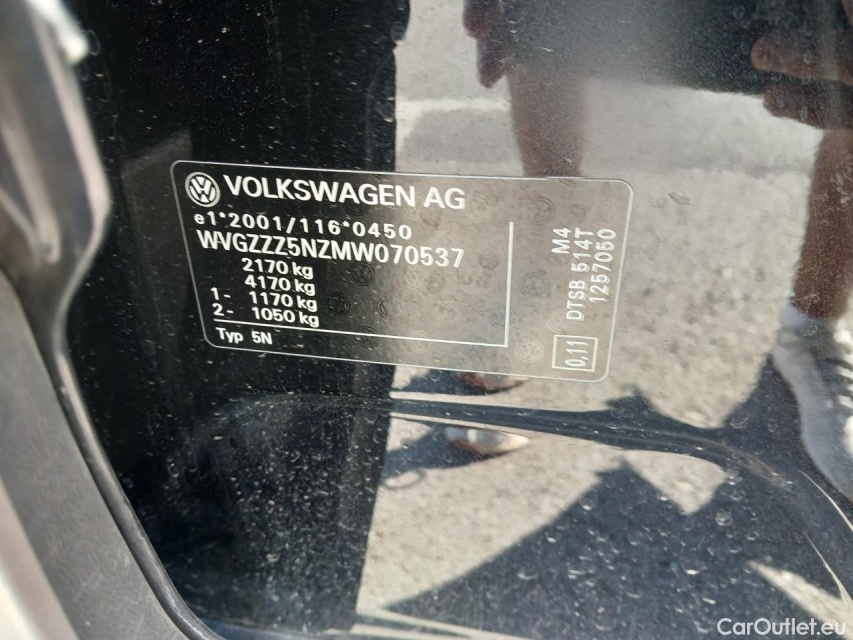 VOLKSWAGEN AG
e1*2001/116*0450
WVGZZZ5NZMW070537
2170 kg
4170 kg
1- 1170 kg
2- 1050 kg
Typ 5N
M4
DTSB 514T
1257050
0,11
CarOutlet.eu